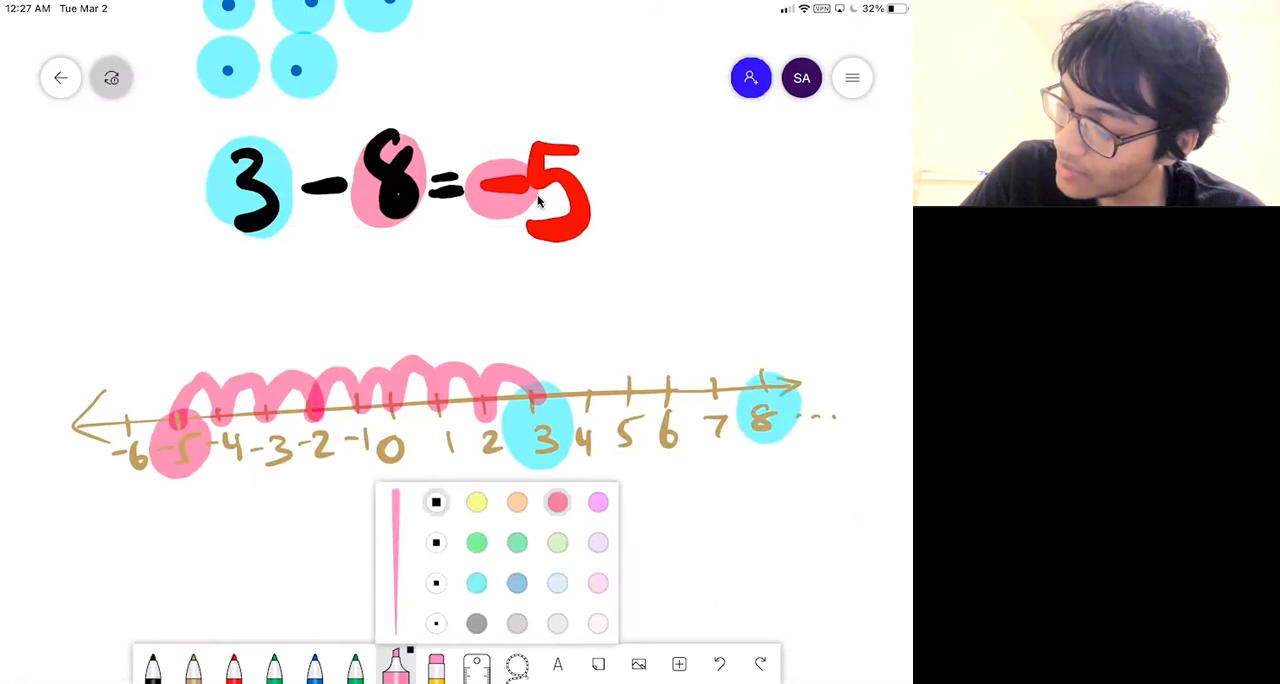 12:27 AM Tue Mar 2
VPN 32%
SA
3 - 8 = -5
-6 -5 -4 -3 -2 -1 0 1 2 3 4 5 6 7 8 ...
A